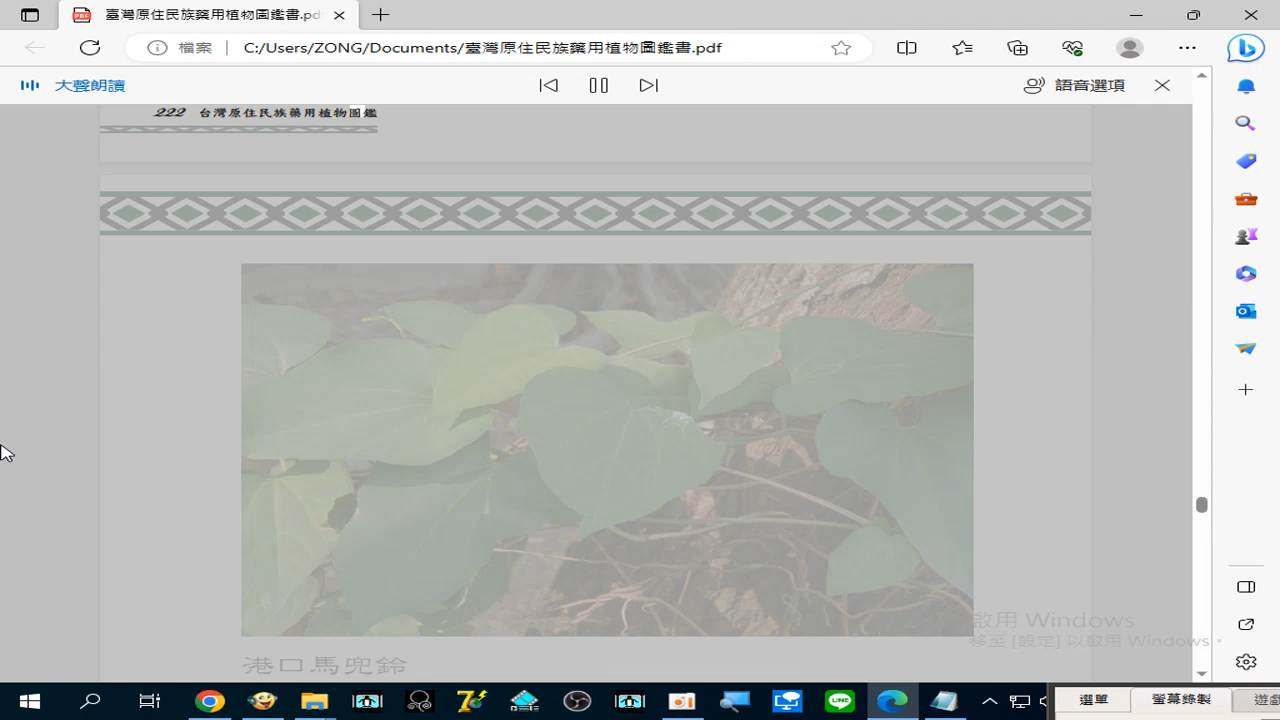 臺灣原住民族藥用植物圖鑑書.pd
檔案 C:/Users/ZONG/Documents/臺灣原住民族藥用植物圖鑑書.pdf
大聲朗讀
語音選項
222 台灣原住民族藥用植物圖鑑
啟用 Windows
移至 [設定] 以啟用 Windows。
港口馬兜鈴
選單 螢幕錄製 遊戲